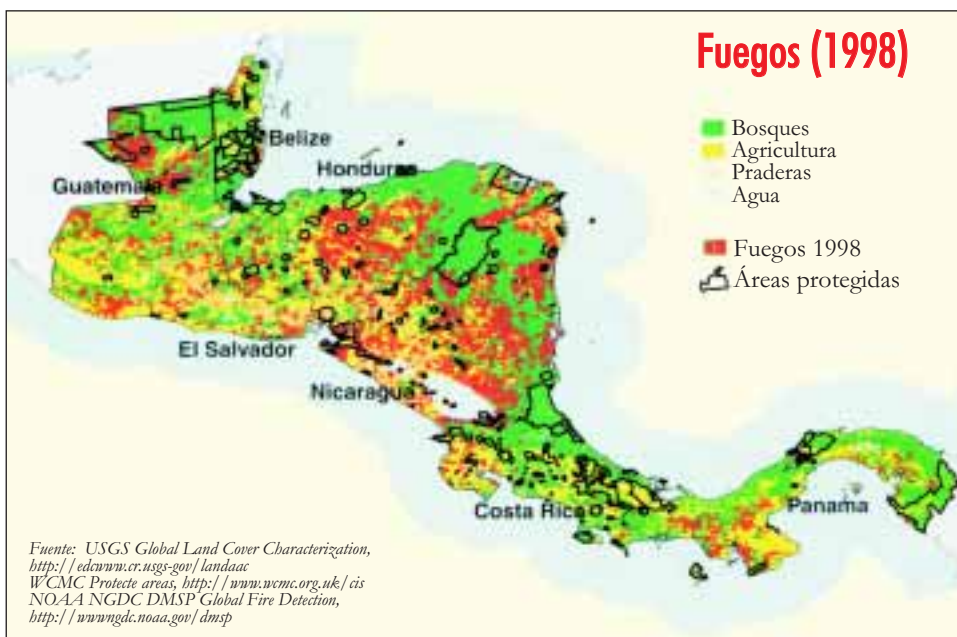 Fuegos (1998)
Bosques
Agricultura
Praderas
Agua
Fuegos 1998
Áreas protegidas
Belize
Honduras
Guatemala
El Salvador
Nicaragua
Costa Rica
Panama
Fuente: USGS Global Land Cover Characterization,
http://edcwww.cr.usgs-gov/landaac
WCMC Protecte areas, http://www.wcmc.org.uk/cis
NOAA NGDC DMSP Global Fire Detection,
http://wwwngdc.noaa.gov/dmsp